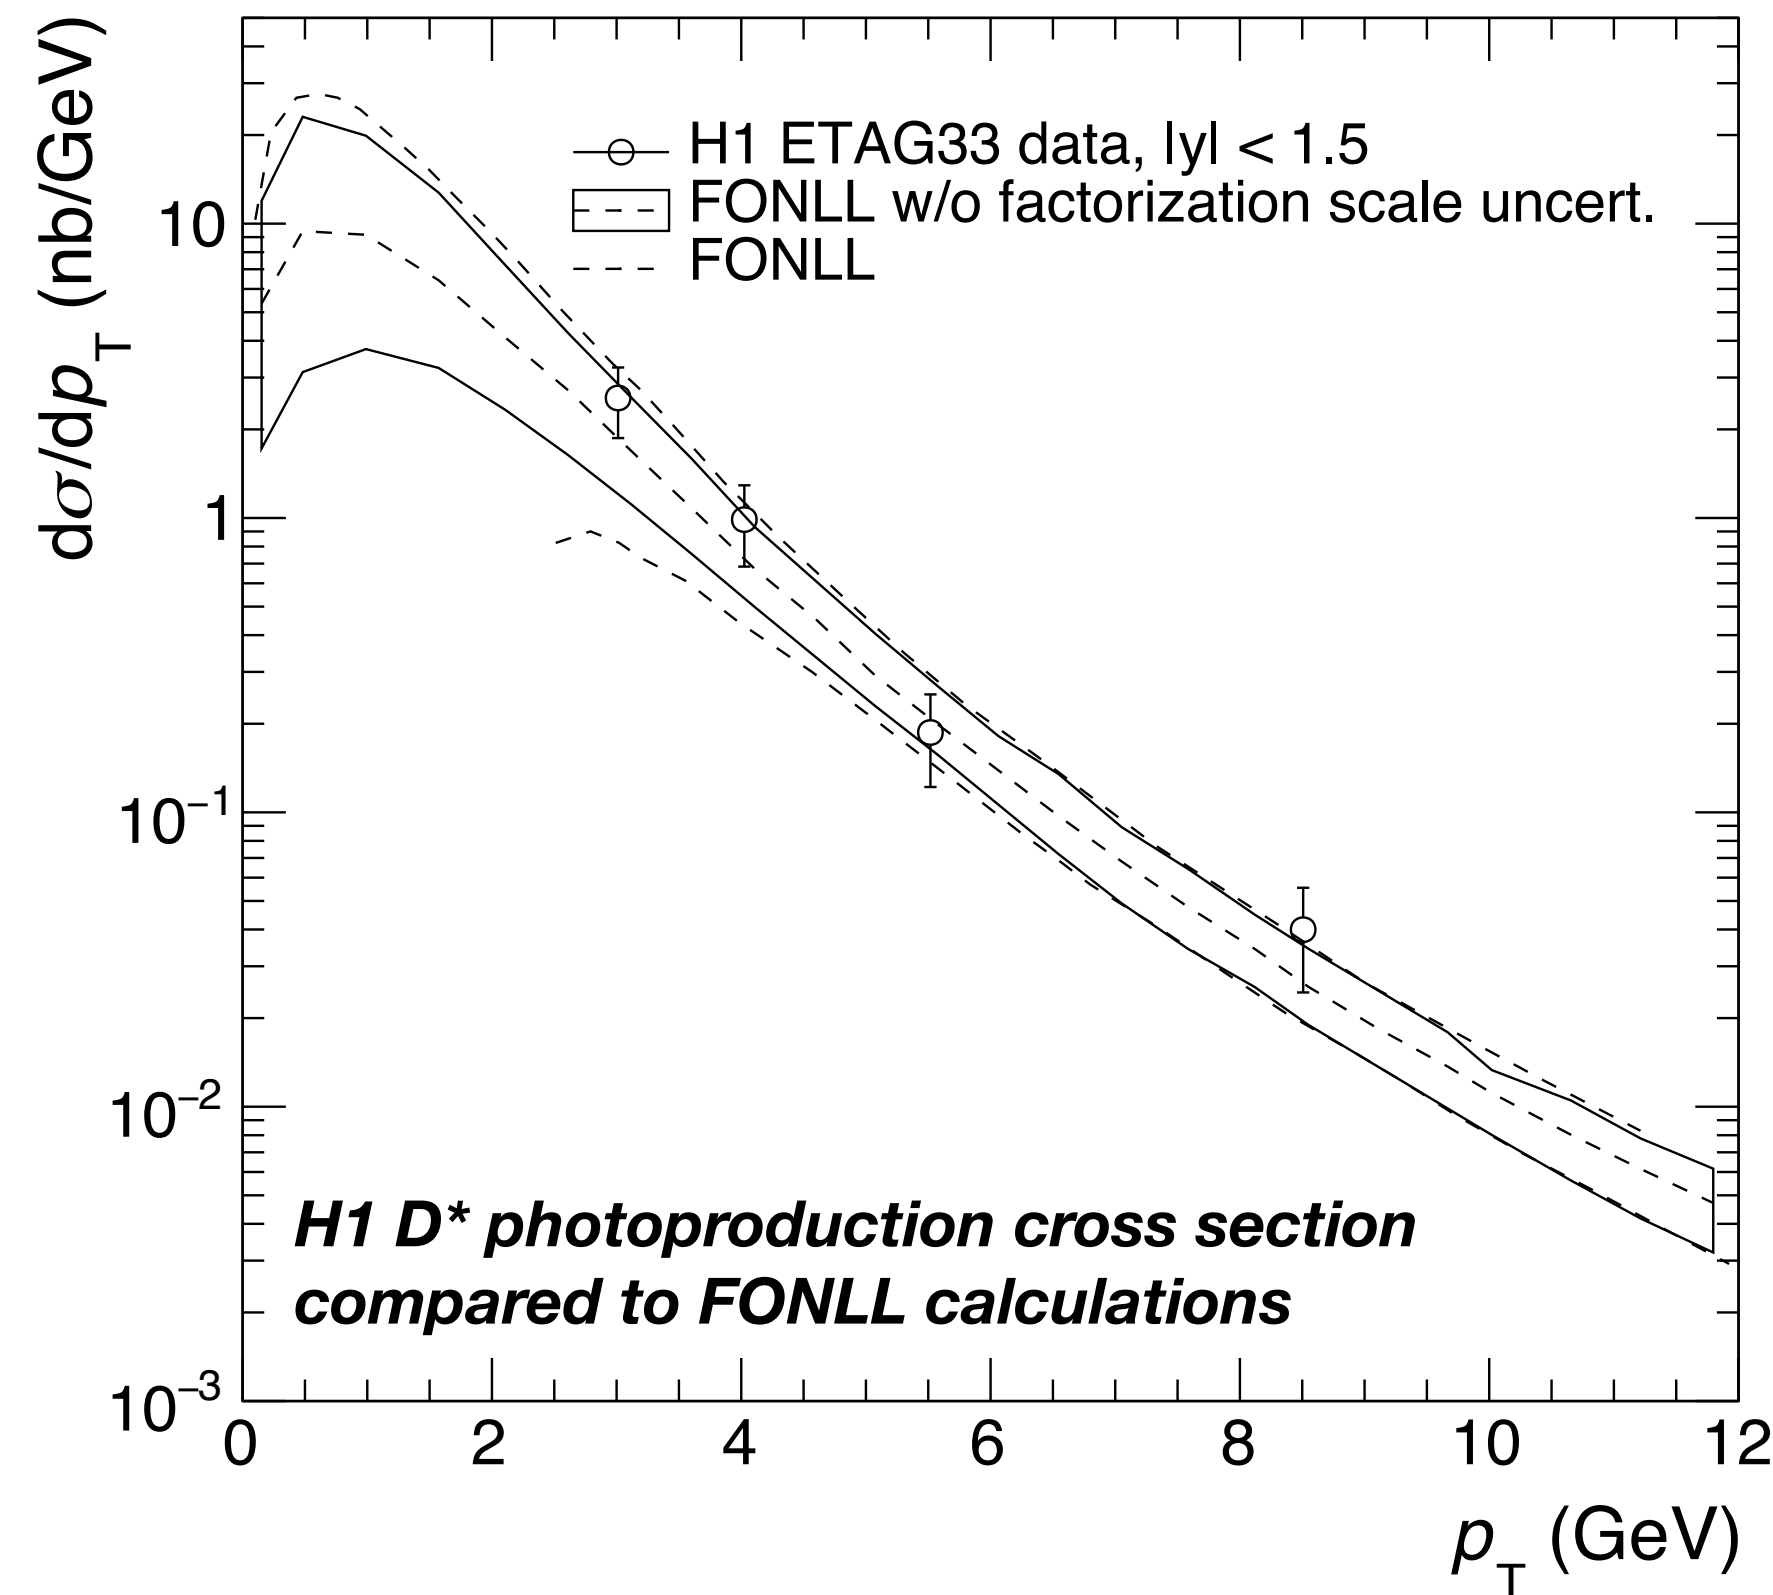 dσ/dp_T (nb/GeV)
10
1
10⁻¹
10⁻²
10⁻³
H1 ETAG33 data, |y| < 1.5
FONLL w/o factorization scale uncert.
FONLL
H1 D* photoproduction cross section
compared to FONLL calculations
0 2 4 6 8 10 12
p_T (GeV)